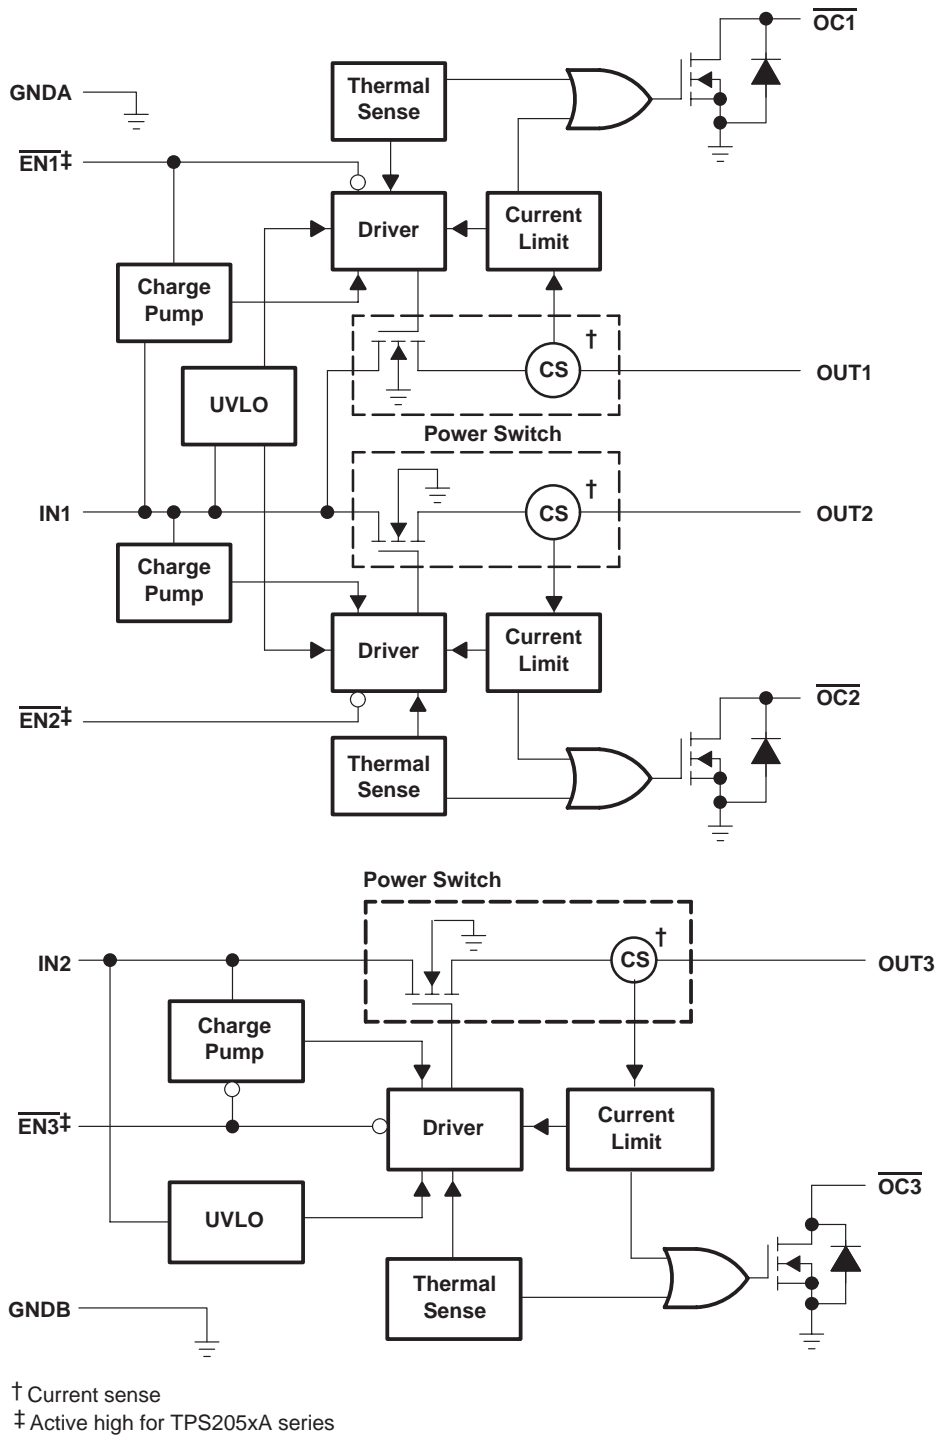 OC1
Thermal
Sense
GNDA
EN1‡
Driver
Current
Limit
Charge
Pump
†
CS
OUT1
UVLO
Power Switch
†
IN1
CS
OUT2
Charge
Pump
Driver
Current
Limit
OC2
EN2‡
Thermal
Sense
Power Switch
†
IN2
CS
OUT3
Charge
Pump
EN3‡
Driver
Current
Limit
OC3
UVLO
Thermal
Sense
GNDB
† Current sense
‡ Active high for TPS205xA series